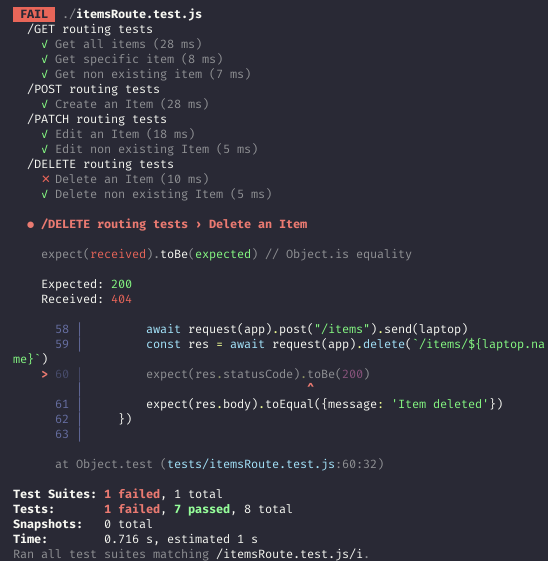 FAIL ./itemsRoute.test.js
/GET routing tests
✓ Get all items (28 ms)
✓ Get specific item (8 ms)
✓ Get non existing item (7 ms)
/POST routing tests
✓ Create an Item (28 ms)
/PATCH routing tests
✓ Edit an Item (18 ms)
✓ Edit non existing Item (5 ms)
/DELETE routing tests
✕ Delete an Item (10 ms)
✓ Delete non existing Item (5 ms)
● /DELETE routing tests › Delete an Item
expect(received).toBe(expected) // Object.is equality
Expected: 200
Received: 404
58 | await request(app).post("/items").send(laptop)
59 | const res = await request(app).delete(`/items/${laptop.na
me}`)
> 60 | expect(res.statusCode).toBe(200)
| ^
61 | expect(res.body).toEqual({message: 'Item deleted'})
62 | })
63 |
at Object.test (tests/itemsRoute.test.js:60:32)
Test Suites: 1 failed, 1 total
Tests: 1 failed, 7 passed, 8 total
Snapshots: 0 total
Time: 0.716 s, estimated 1 s
Ran all test suites matching /itemsRoute.test.js/i.